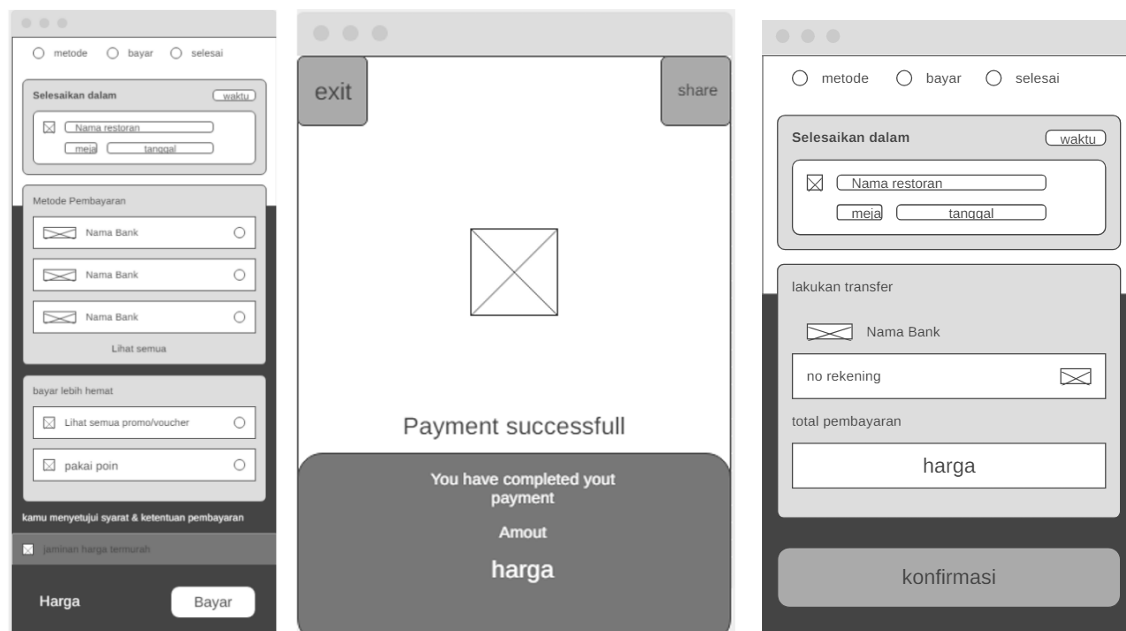 metode bayar selesai
Selesaikan dalam waktu
Nama restoran
meja tanggal
Metode Pembayaran
Nama Bank
Nama Bank
Nama Bank
Lihat semua
bayar lebih hemat
Lihat semua promo/voucher
pakai poin
kamu menyetujui syarat & ketentuan pembayaran
jaminan harga termurah
Harga Bayar
exit share
Payment successfull
You have completed yout
payment
Amout
harga
metode bayar selesai
Selesaikan dalam waktu
Nama restoran
meja tanggal
lakukan transfer
Nama Bank
no rekening
total pembayaran
harga
konfirmasi